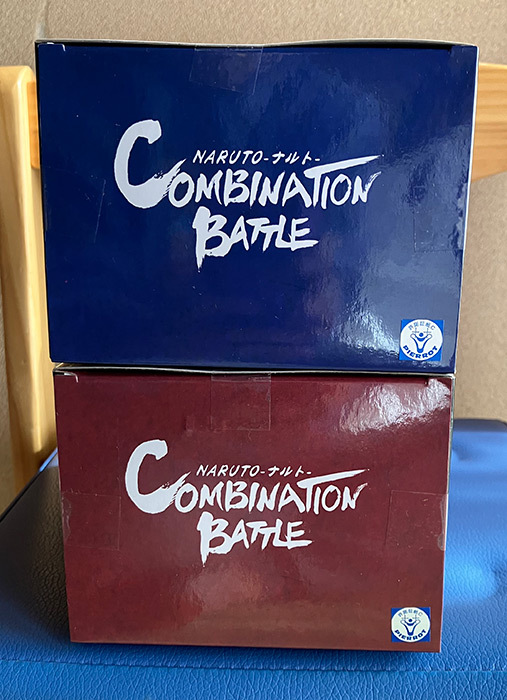 NARUTO-ナルト-
COMBINATION
BATTLE
PIERROT
NARUTO-ナルト-
COMBINATION
BATTLE
PIERROT